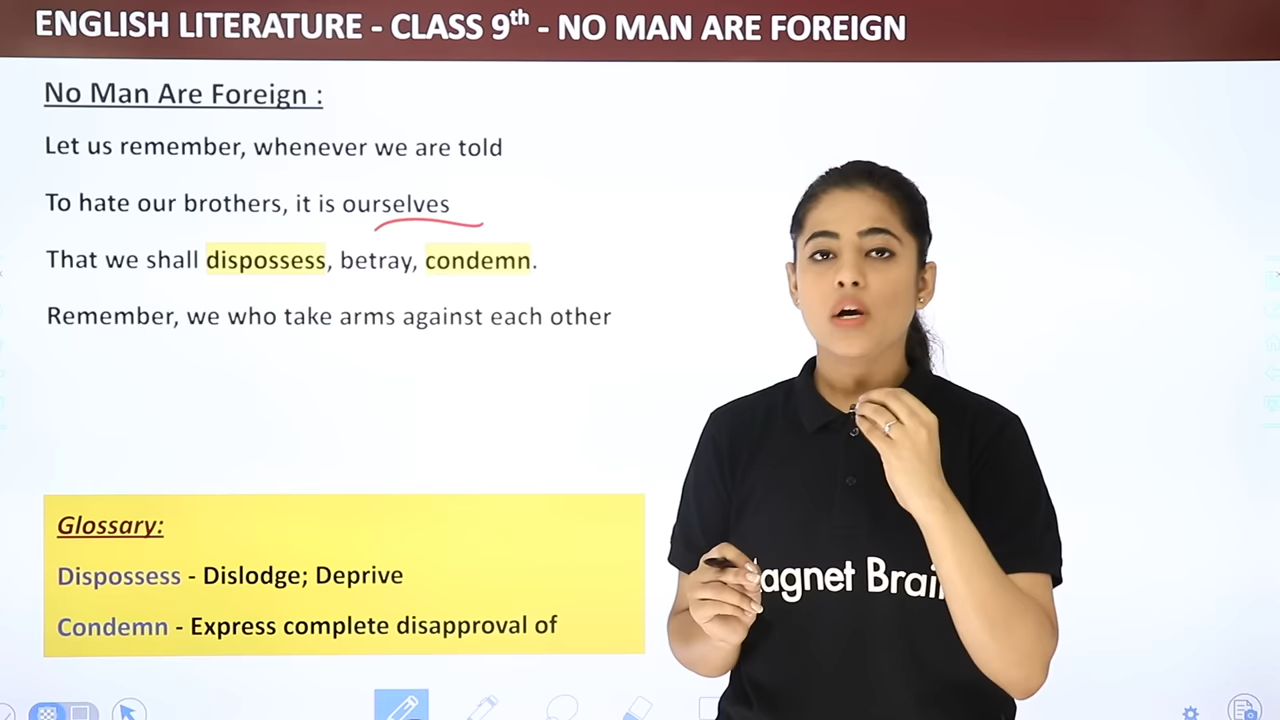 ENGLISH LITERATURE - CLASS 9th - NO MAN ARE FOREIGN
No Man Are Foreign :
Let us remember, whenever we are told
To hate our brothers, it is ourselves
That we shall dispossess, betray, condemn.
Remember, we who take arms against each other
Glossary:
Dispossess - Dislodge; Deprive
Condemn - Express complete disapproval of
agnet Brai